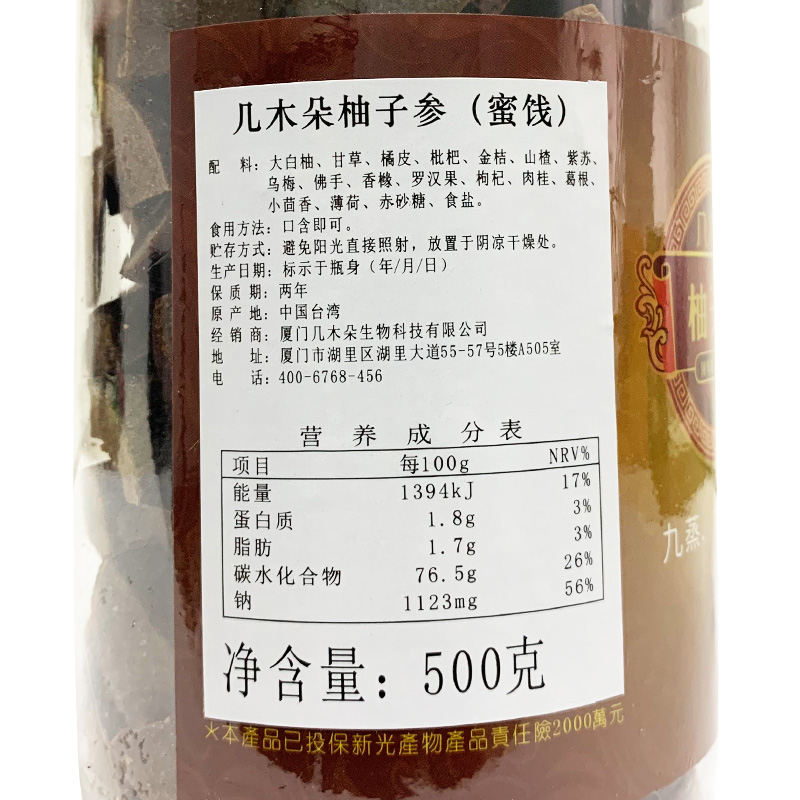 几木朵柚子参（蜜饯）
配 料：大白柚、甘草、橘皮、枇杷、金桔、山楂、紫苏、
乌梅、佛手、香橼、罗汉果、枸杞、肉桂、葛根、
小茴香、薄荷、赤砂糖、食盐。
食用方法：口含即可。
贮存方式：避免阳光直接照射，放置于阴凉干燥处。
生产日期：标示于瓶身（年/月/日）
保 质 期：两年
原 产 地：中国台湾
经 销 商：厦门几木朵生物科技有限公司
地 址：厦门市湖里区湖里大道55-57号5楼A505室
电 话：400-6768-456
营 养 成 分 表
项目 每100g NRV%
能量 1394kJ 17%
蛋白质 1.8g 3%
脂肪 1.7g 3%
碳水化合物 76.5g 26%
钠 1123mg 56%
净含量：500克
＊本產品已投保新光產物產品責任險2000萬元
柚
九蒸